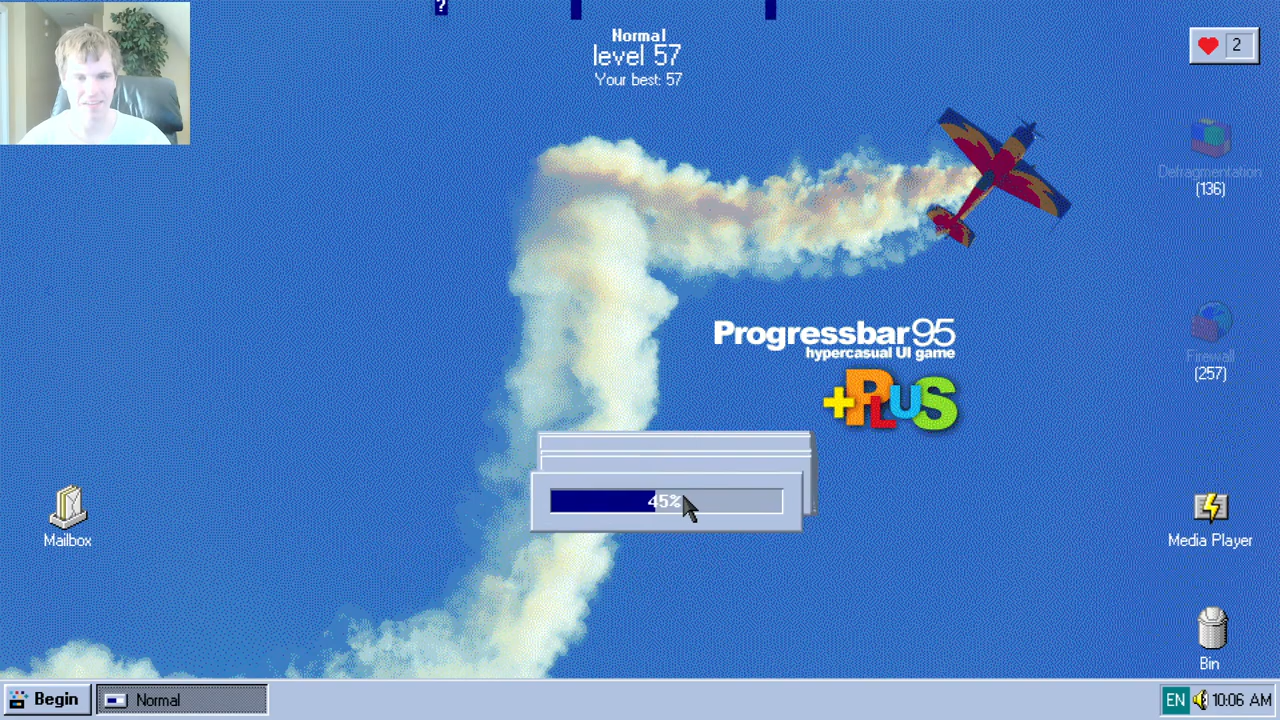 ?
Normal
level 57
Your best: 57
2
Defragmentation
(136)
Progressbar95
hypercasual UI game
+PLUS
Firewall
(257)
45%
Mailbox
Media Player
Bin
Begin
Normal
EN
10:06 AM